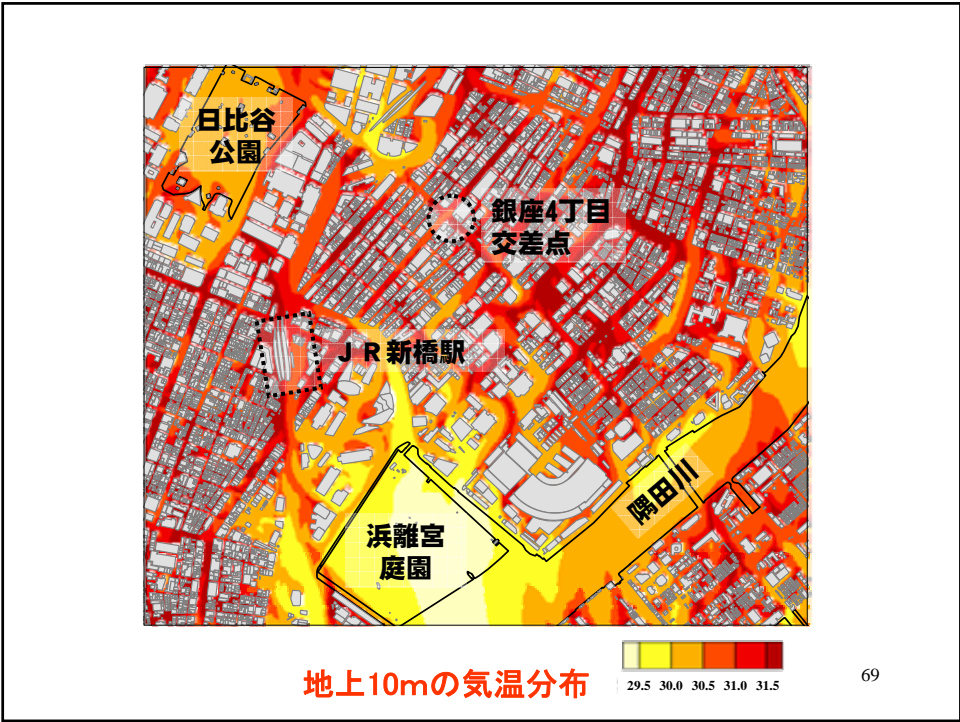 日比谷
公園
銀座4丁目
交差点
ＪＲ新橋駅
隅田川
浜離宮
庭園
地上10mの気温分布
29.5 30.0 30.5 31.0 31.5
69